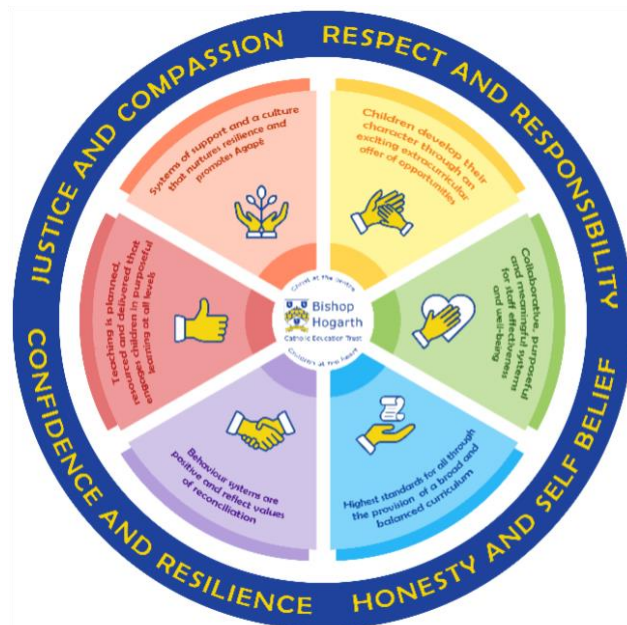 JUSTICE AND COMPASSION
RESPECT AND RESPONSIBILITY
HONESTY AND SELF BELIEF
CONFIDENCE AND RESILIENCE
Systems of support and a culture
that nurtures resilience and
promotes Agapè
Children develop their
character through an
exciting extracurricular
offer of opportunities
Collaborative, purposeful
and meaningful systems
for staff effectiveness
and well-being
Highest standards for all through
the provision of a broad and
balanced curriculum
Behaviour systems are
positive and reflect values
of reconciliation
Teaching is planned,
resourced and delivered that
engages children in purposeful
learning at all levels
Christ at the centre
Bishop
Hogarth
Catholic Education Trust
Children at the heart